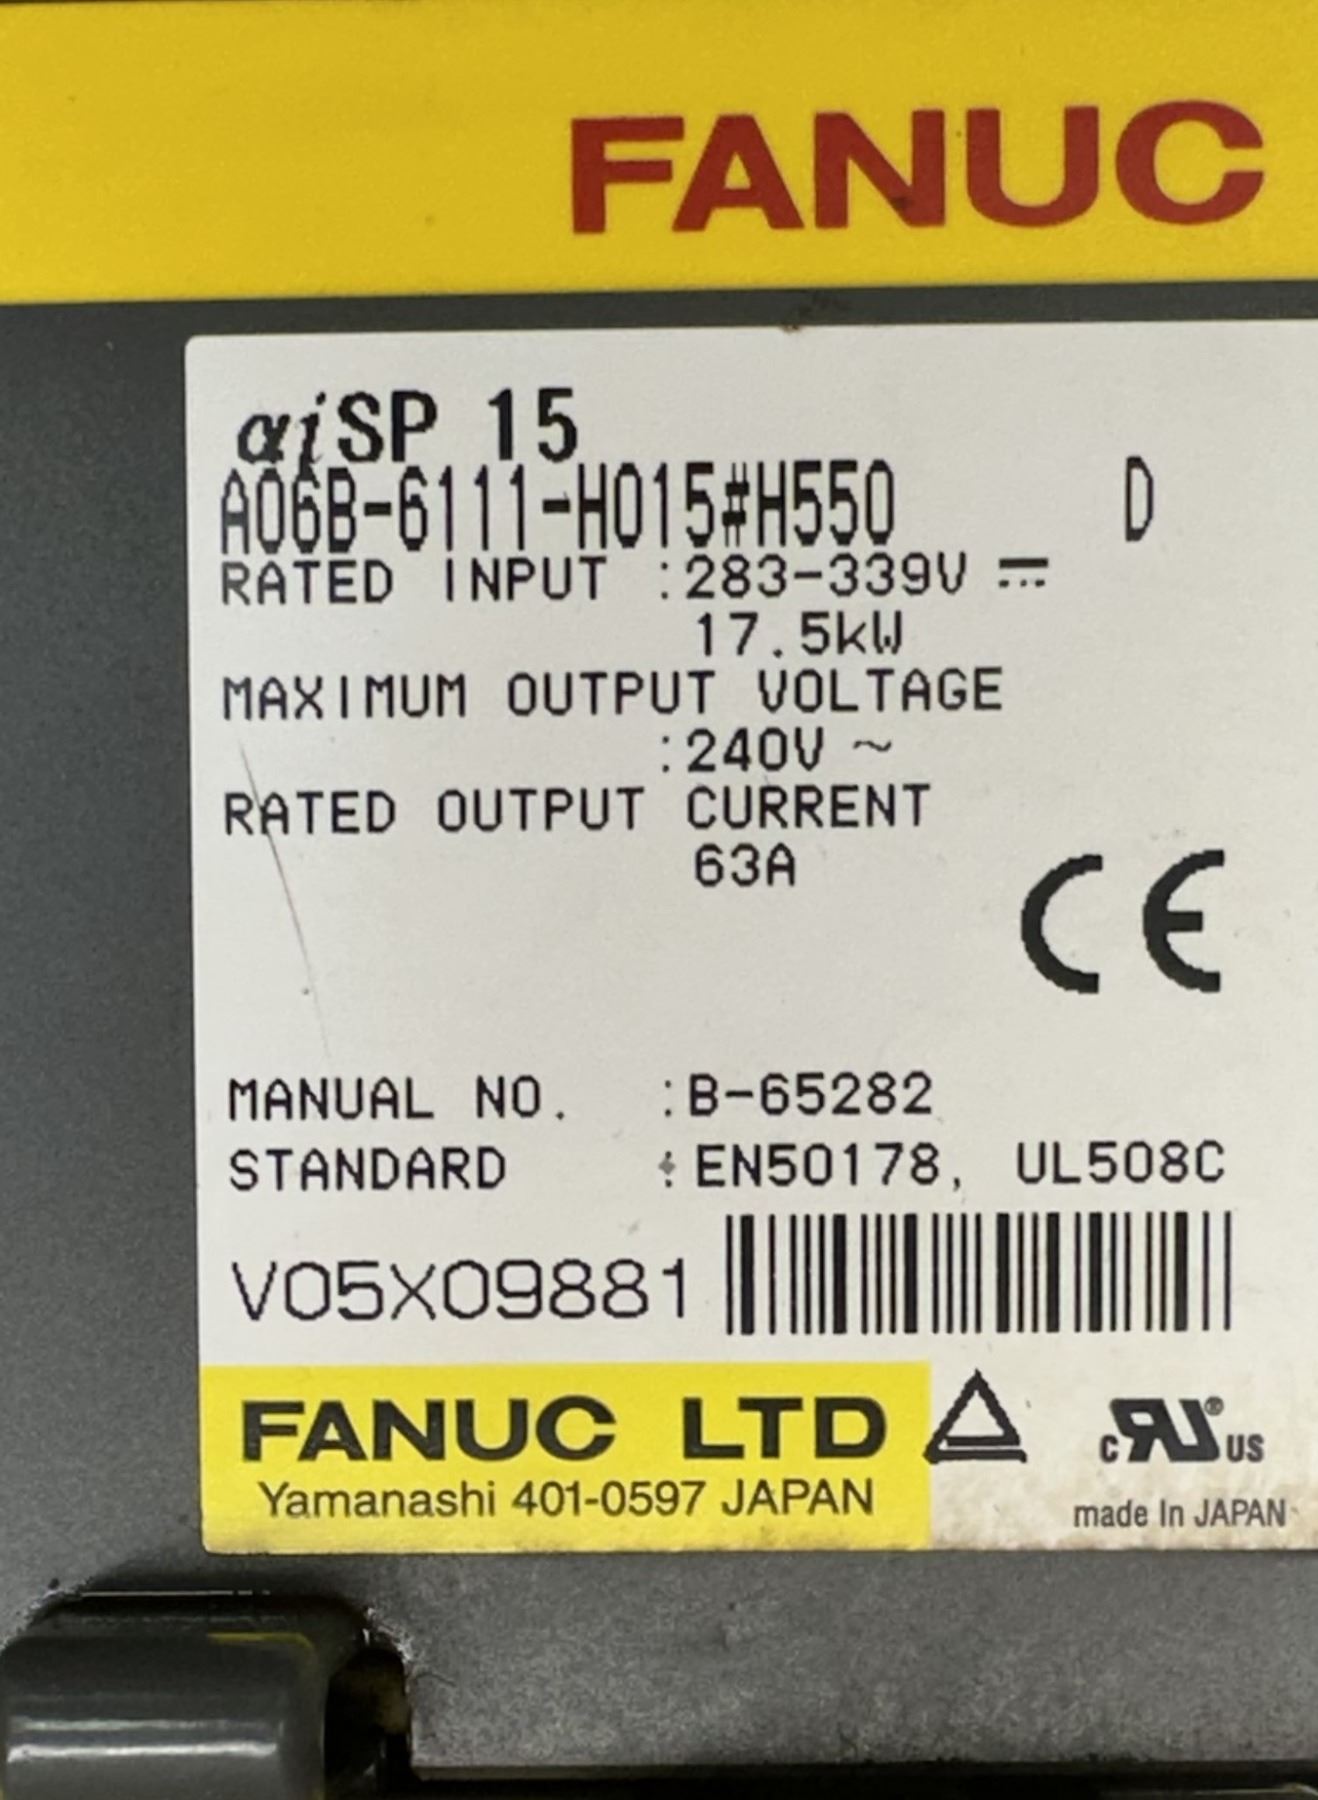 FANUC
αiSP 15
A06B-6111-H015#H550 D
RATED INPUT :283-339V ⎓
17.5kW
MAXIMUM OUTPUT VOLTAGE
:240V ~
RATED OUTPUT CURRENT
63A
CE
MANUAL NO. :B-65282
STANDARD :EN50178, UL508C
V05X09881
FANUC LTD
Yamanashi 401-0597 JAPAN
c RU ® US
made In JAPAN